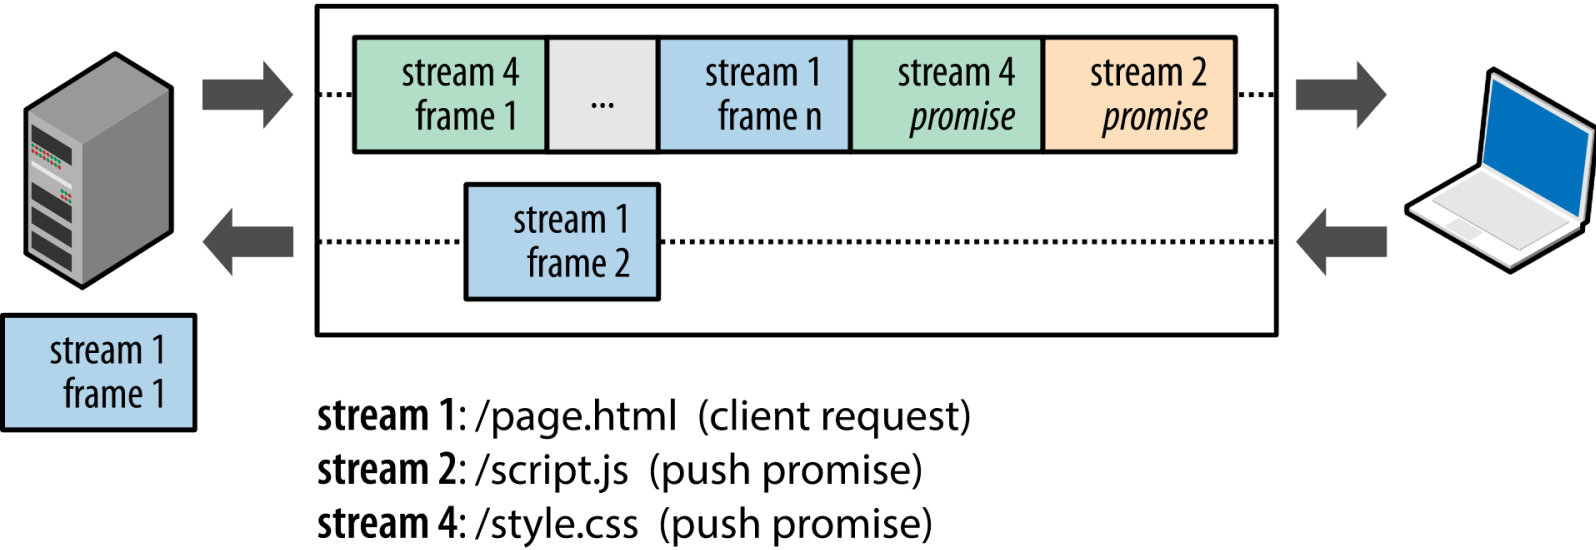 stream 4
frame 1
...
stream 1
frame n
stream 4
promise
stream 2
promise
stream 1
frame 2
stream 1
frame 1
stream 1: /page.html (client request)
stream 2: /script.js (push promise)
stream 4: /style.css (push promise)